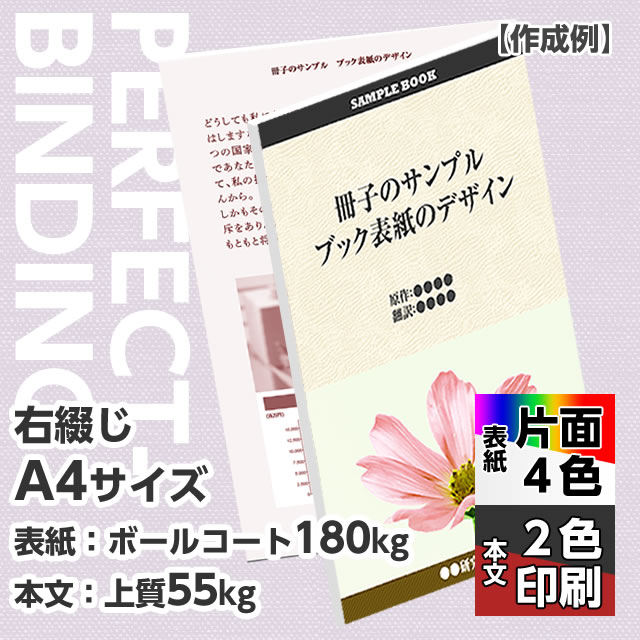 PERFECT-
BINDING
【作成例】
冊子のサンプル ブック表紙のデザイン
どうしても私に
はします
つの国家
であなた
て、私の
んから。
しかもその
斥をあり
もともと将
SAMPLE BOOK
冊子のサンプル
ブック表紙のデザイン
原作:●●●●
翻訳:●●●●
右綴じ
A4サイズ
表紙：ボールコート180kg
本文：上質55kg
表紙
片面
4色
本文
2色
印刷